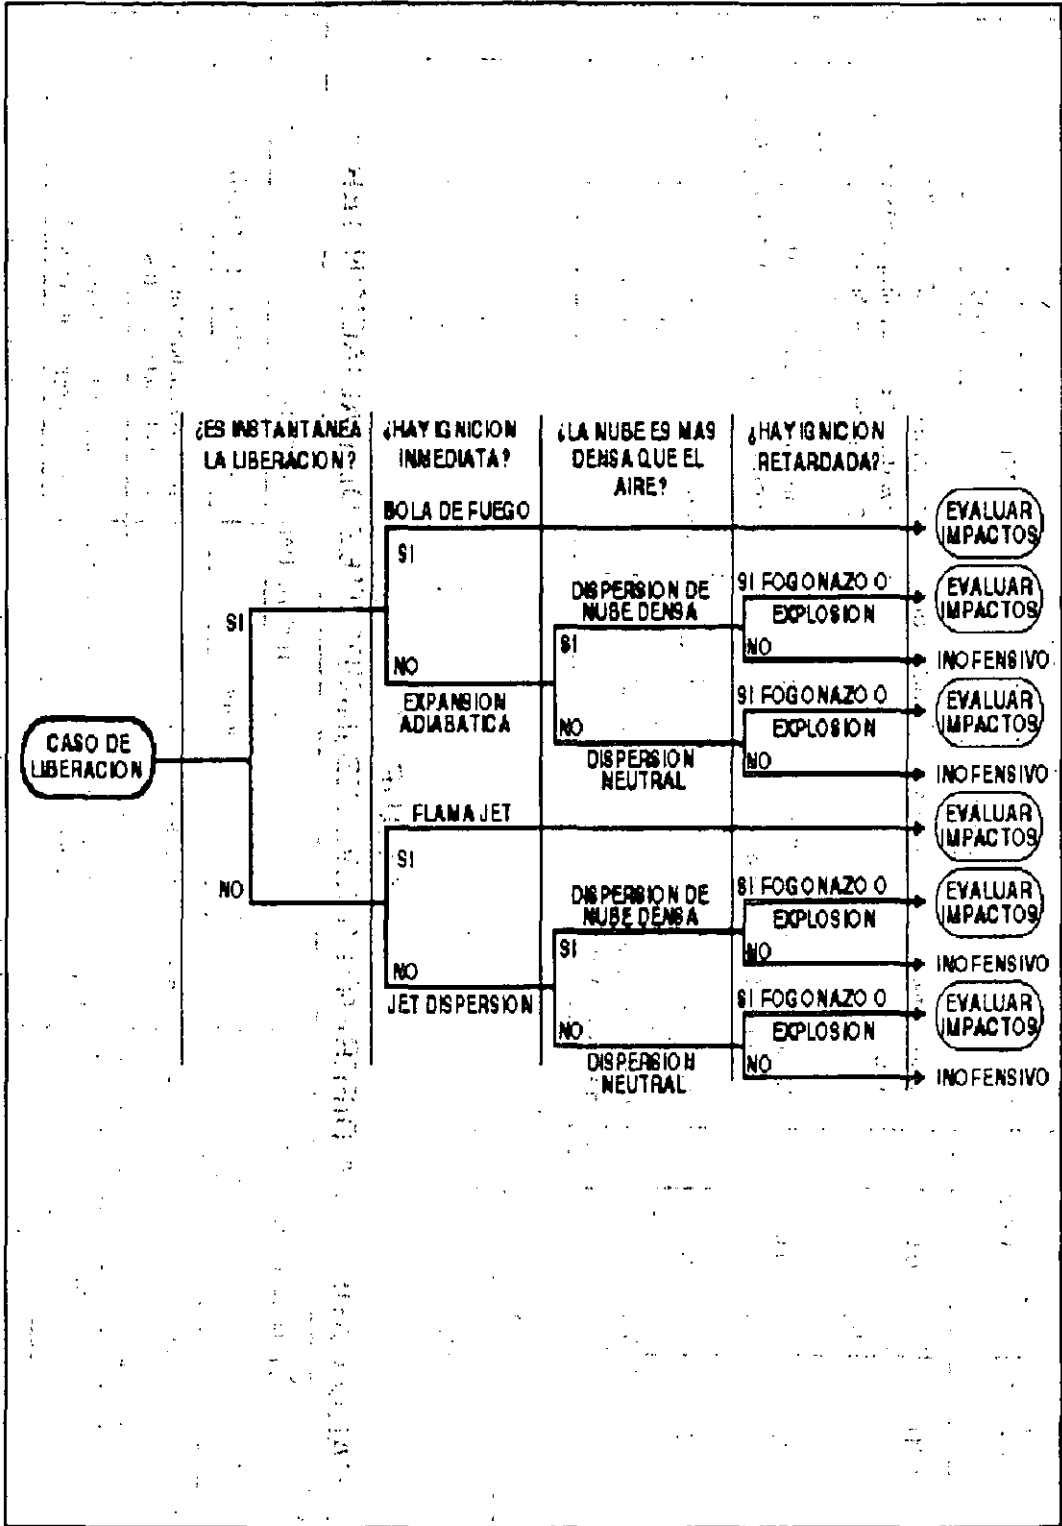 ¿ES INSTANTANEA
LA LIBERACION?
¿HAY IGNICION
INMEDIATA?
¿LA NUBE ES MAS
DENSA QUE EL
AIRE?
¿HAY IGNICION
RETARDADA?
BOLA DE FUEGO
SI
EVALUAR
IMPACTOS
SI
DISPERSION DE
NUBE DENSA
SI FOGONAZO O
EXPLOSION
EVALUAR
IMPACTOS
NO
SI
NO
INOFENSIVO
EXPANSION
ADIABATICA
SI FOGONAZO O
EXPLOSION
EVALUAR
IMPACTOS
NO
DISPERSION
NEUTRAL
NO
INOFENSIVO
CASO DE
LIBERACION
FLAMA JET
SI
EVALUAR
IMPACTOS
NO
DISPERSION DE
NUBE DENSA
SI FOGONAZO O
EXPLOSION
EVALUAR
IMPACTOS
NO
SI
NO
INOFENSIVO
JET DISPERSION
SI FOGONAZO O
EXPLOSION
EVALUAR
IMPACTOS
NO
DISPERSION
NEUTRAL
NO
INOFENSIVO